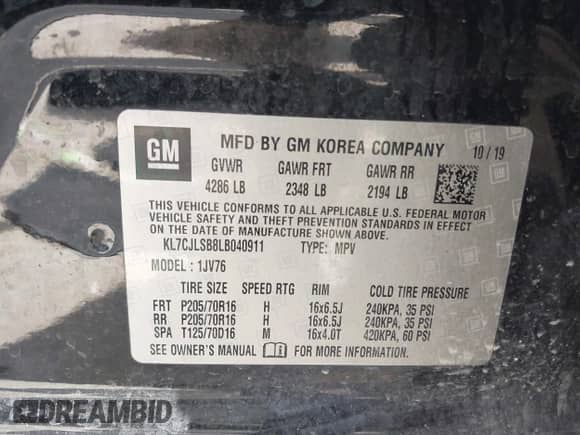 GM
MFD BY GM KOREA COMPANY 10/19
GVWR GAWR FRT GAWR RR
4286 LB 2348 LB 2194 LB
THIS VEHICLE CONFORMS TO ALL APPLICABLE U.S. FEDERAL MOTOR
VEHICLE SAFETY AND THEFT PREVENTION STANDARDS IN EFFECT ON
THE DATE OF MANUFACTURE SHOWN ABOVE.
KL7CJLSB8LB040911 TYPE: MPV
MODEL: 1JV76
TIRE SIZE SPEED RTG RIM COLD TIRE PRESSURE
FRT P205/70R16 H 16x6.5J 240KPA, 35 PSI
RR P205/70R16 H 16x6.5J 240KPA, 35 PSI
SPA T125/70D16 M 16x4.0T 420KPA, 60 PSI
SEE OWNER'S MANUAL FOR MORE INFORMATION
DREAMBID